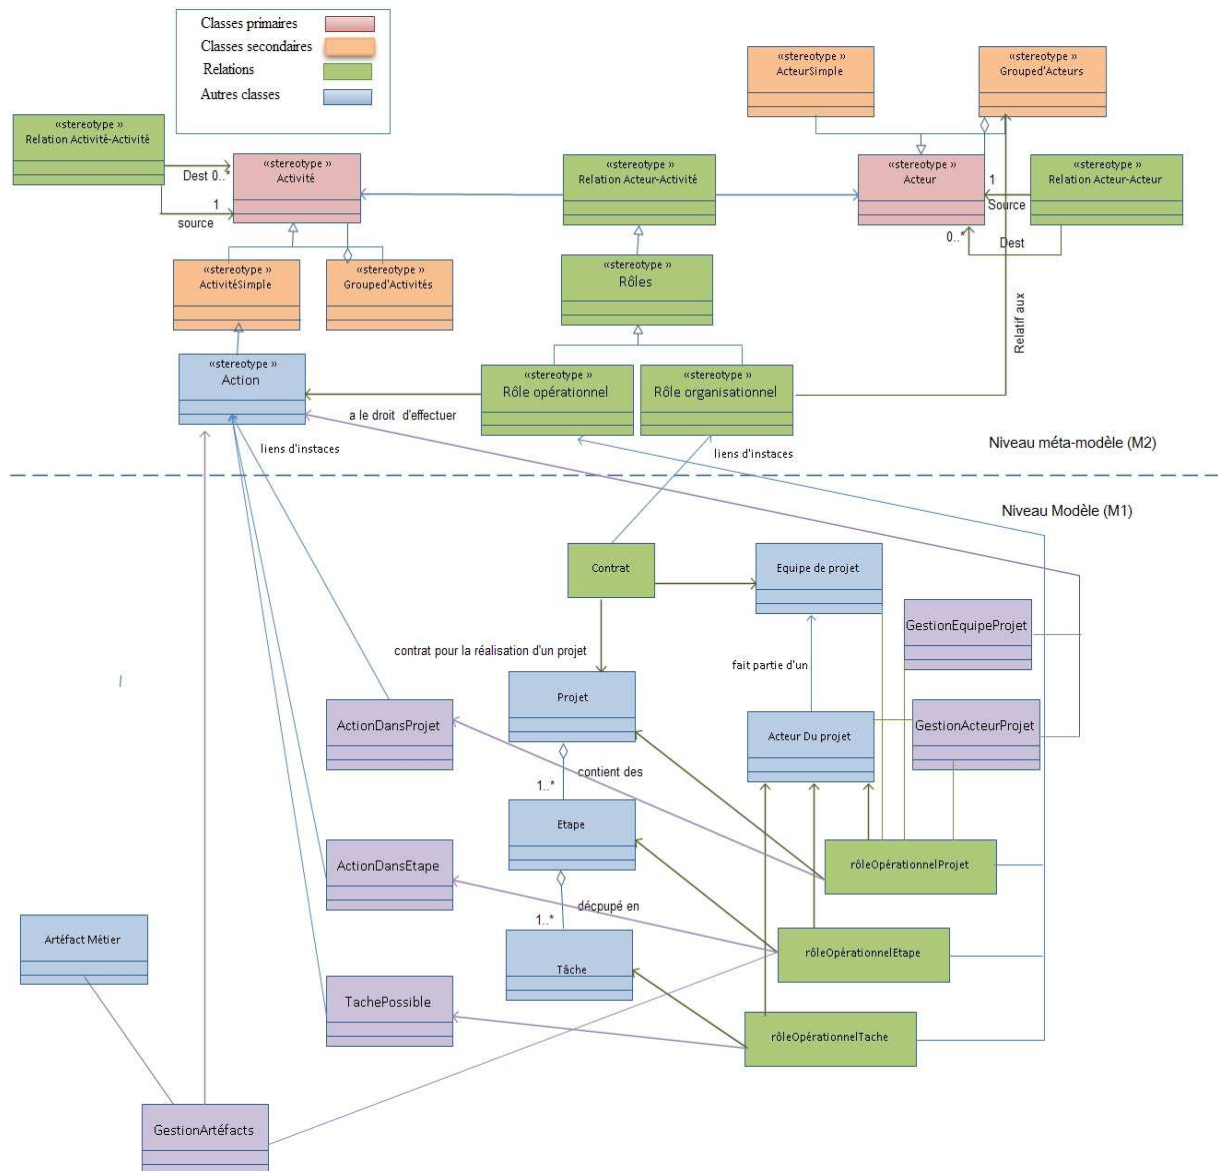 Classes primaires
Classes secondaires
Relations
Autres classes
«stereotype »
ActeurSimple
«stereotype »
Grouped'Acteurs
«stereotype »
Relation Activité-Activité
«stereotype »
Activité
«stereotype »
Relation Acteur-Activité
«stereotype »
Acteur
«stereotype »
Relation Acteur-Acteur
Dest 0..*
1
source
1
Source
0..*
Dest
«stereotype »
ActivitéSimple
«stereotype »
Grouped'Activités
«stereotype »
Rôles
Relatif aux
«stereotype »
Action
«stereotype »
Rôle opérationnel
«stereotype »
Rôle organisationnel
a le droit d'effectuer
liens d'instaces
liens d'instaces
Niveau méta-modèle (M2)
Niveau Modèle (M1)
Contrat
Equipe de projet
GestionEquipeProjet
contrat pour la réalisation d'un projet
fait partie d'un
Projet
ActionDansProjet
Acteur Du projet
GestionActeurProjet
contient des
1..*
Etape
ActionDansEtape
rôleOpérationnelProjet
décpupé en
1..*
Artéfact Métier
Tâche
rôleOpérationnelEtape
TachePossible
rôleOpérationnelTache
GestionArtéfacts